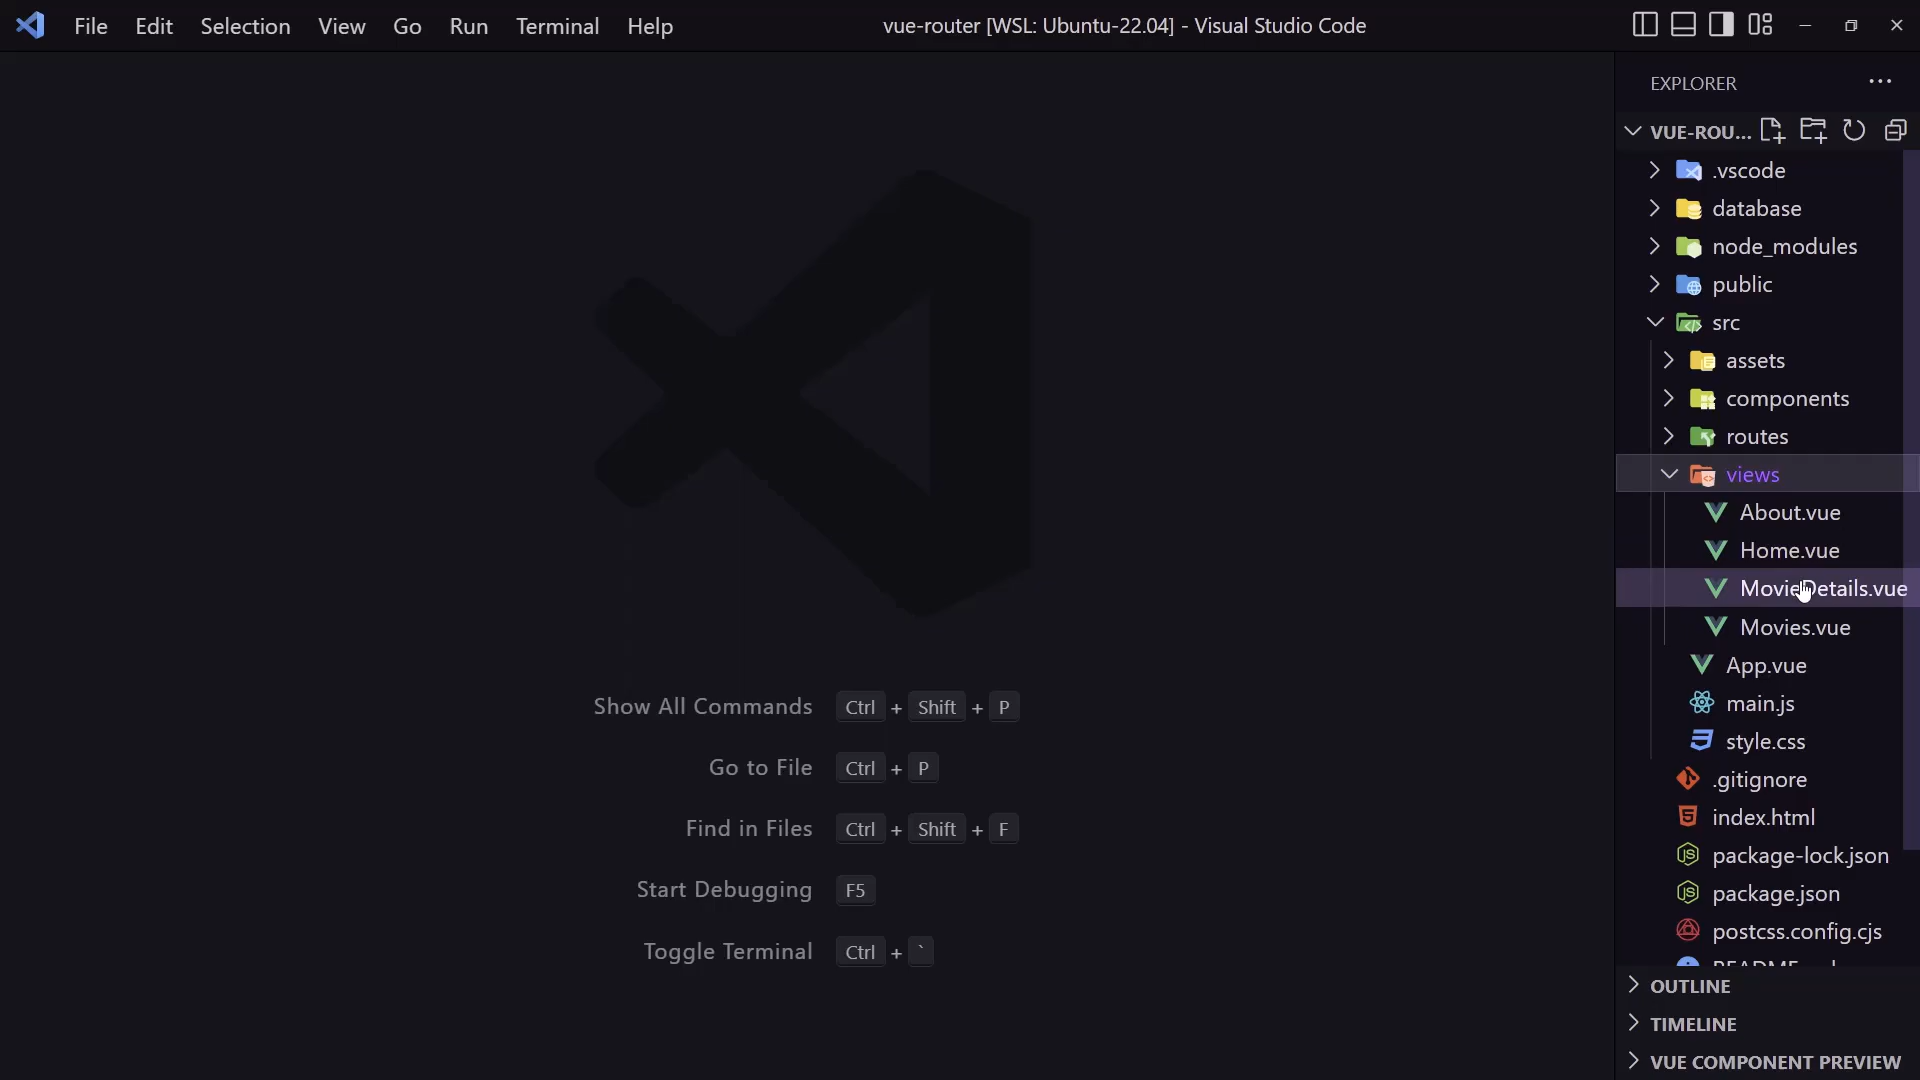 File Edit Selection View Go Run Terminal Help
vue-router [WSL: Ubuntu-22.04] - Visual Studio Code
Show All Commands Ctrl + Shift + P
Go to File Ctrl + P
Find in Files Ctrl + Shift + F
Start Debugging F5
Toggle Terminal Ctrl + `
EXPLORER
VUE-ROU...
.vscode
database
node_modules
public
src
assets
components
routes
views
About.vue
Home.vue
MovieDetails.vue
Movies.vue
App.vue
main.js
style.css
.gitignore
index.html
package-lock.json
package.json
postcss.config.cjs
OUTLINE
TIMELINE
VUE COMPONENT PREVIEW